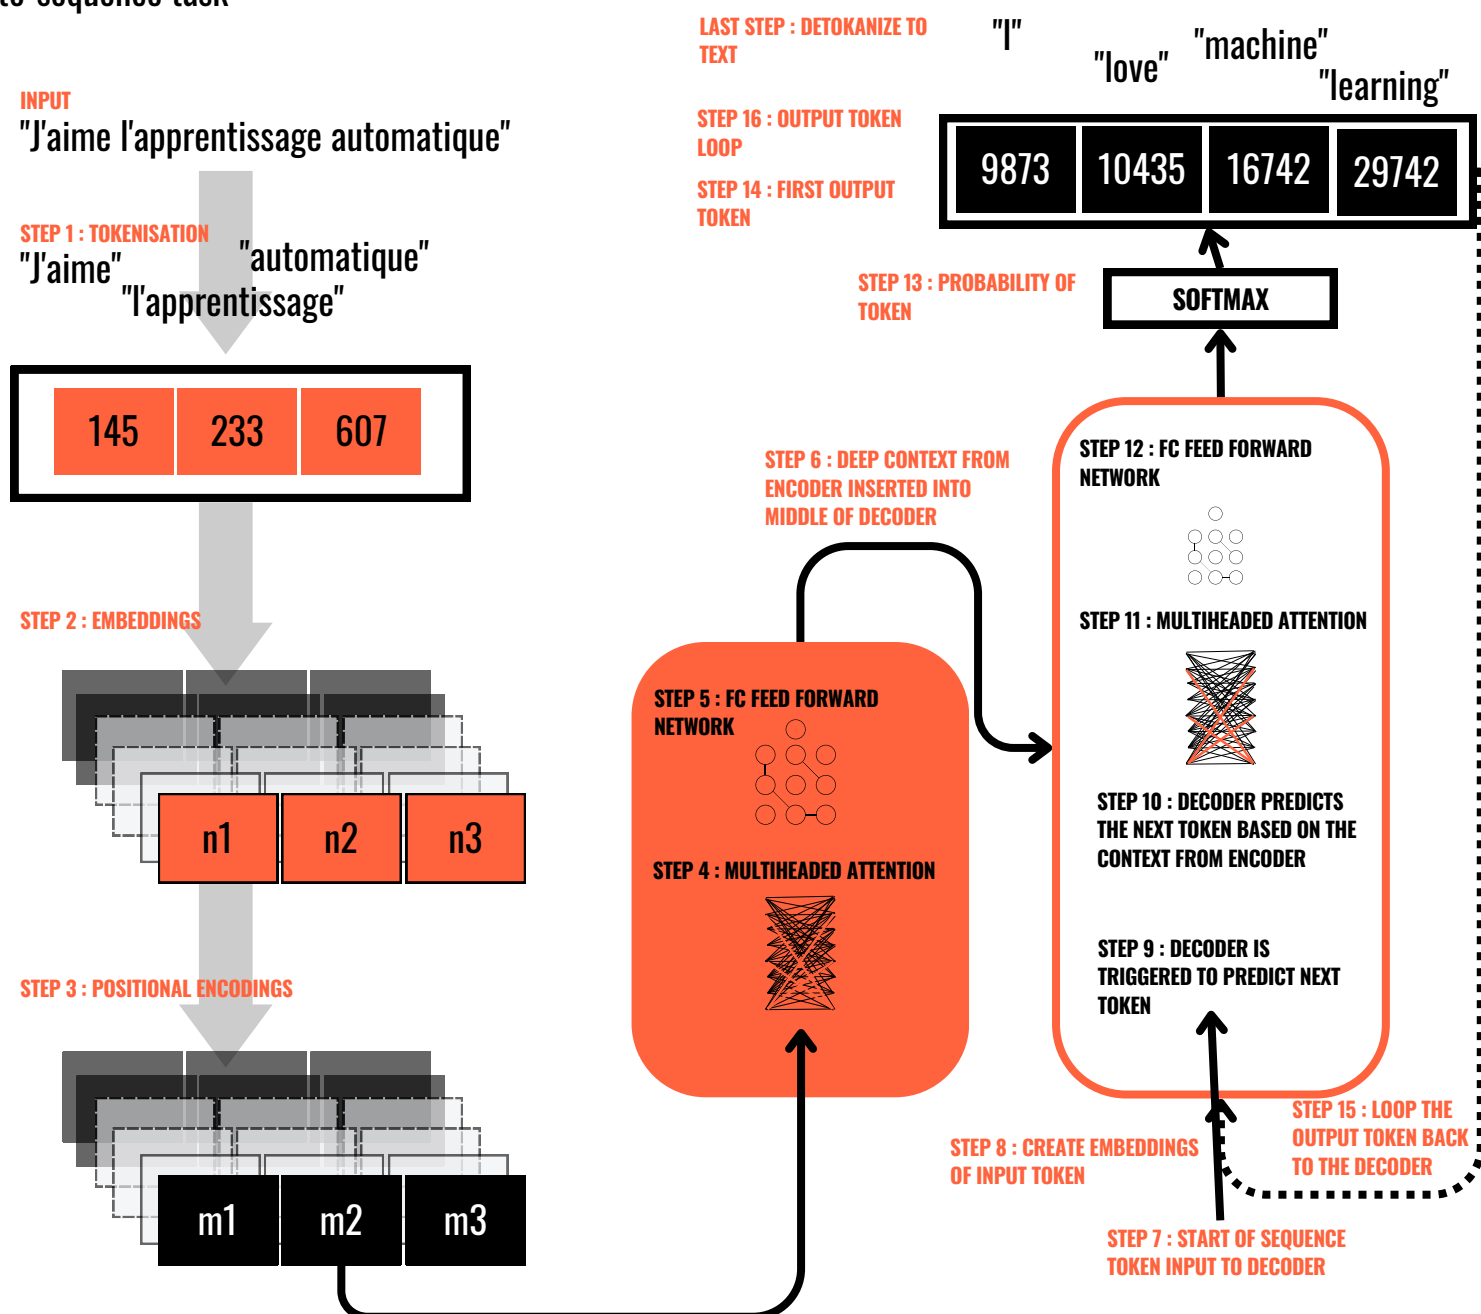 to-sequence task
INPUT
"J'aime l'apprentissage automatique"
STEP 1 : TOKENISATION
"J'aime"
"automatique"
"l'apprentissage"
145 233 607
STEP 2 : EMBEDDINGS
n1 n2 n3
STEP 3 : POSITIONAL ENCODINGS
m1 m2 m3
STEP 5 : FC FEED FORWARD
NETWORK
STEP 4 : MULTIHEADED ATTENTION
STEP 6 : DEEP CONTEXT FROM
ENCODER INSERTED INTO
MIDDLE OF DECODER
LAST STEP : DETOKANIZE TO
TEXT
"I"
"love"
"machine"
"learning"
STEP 16 : OUTPUT TOKEN
LOOP
STEP 14 : FIRST OUTPUT
TOKEN
9873 10435 16742 29742
STEP 13 : PROBABILITY OF
TOKEN
SOFTMAX
STEP 12 : FC FEED FORWARD
NETWORK
STEP 11 : MULTIHEADED ATTENTION
STEP 10 : DECODER PREDICTS
THE NEXT TOKEN BASED ON THE
CONTEXT FROM ENCODER
STEP 9 : DECODER IS
TRIGGERED TO PREDICT NEXT
TOKEN
STEP 8 : CREATE EMBEDDINGS
OF INPUT TOKEN
STEP 15 : LOOP THE
OUTPUT TOKEN BACK
TO THE DECODER
STEP 7 : START OF SEQUENCE
TOKEN INPUT TO DECODER